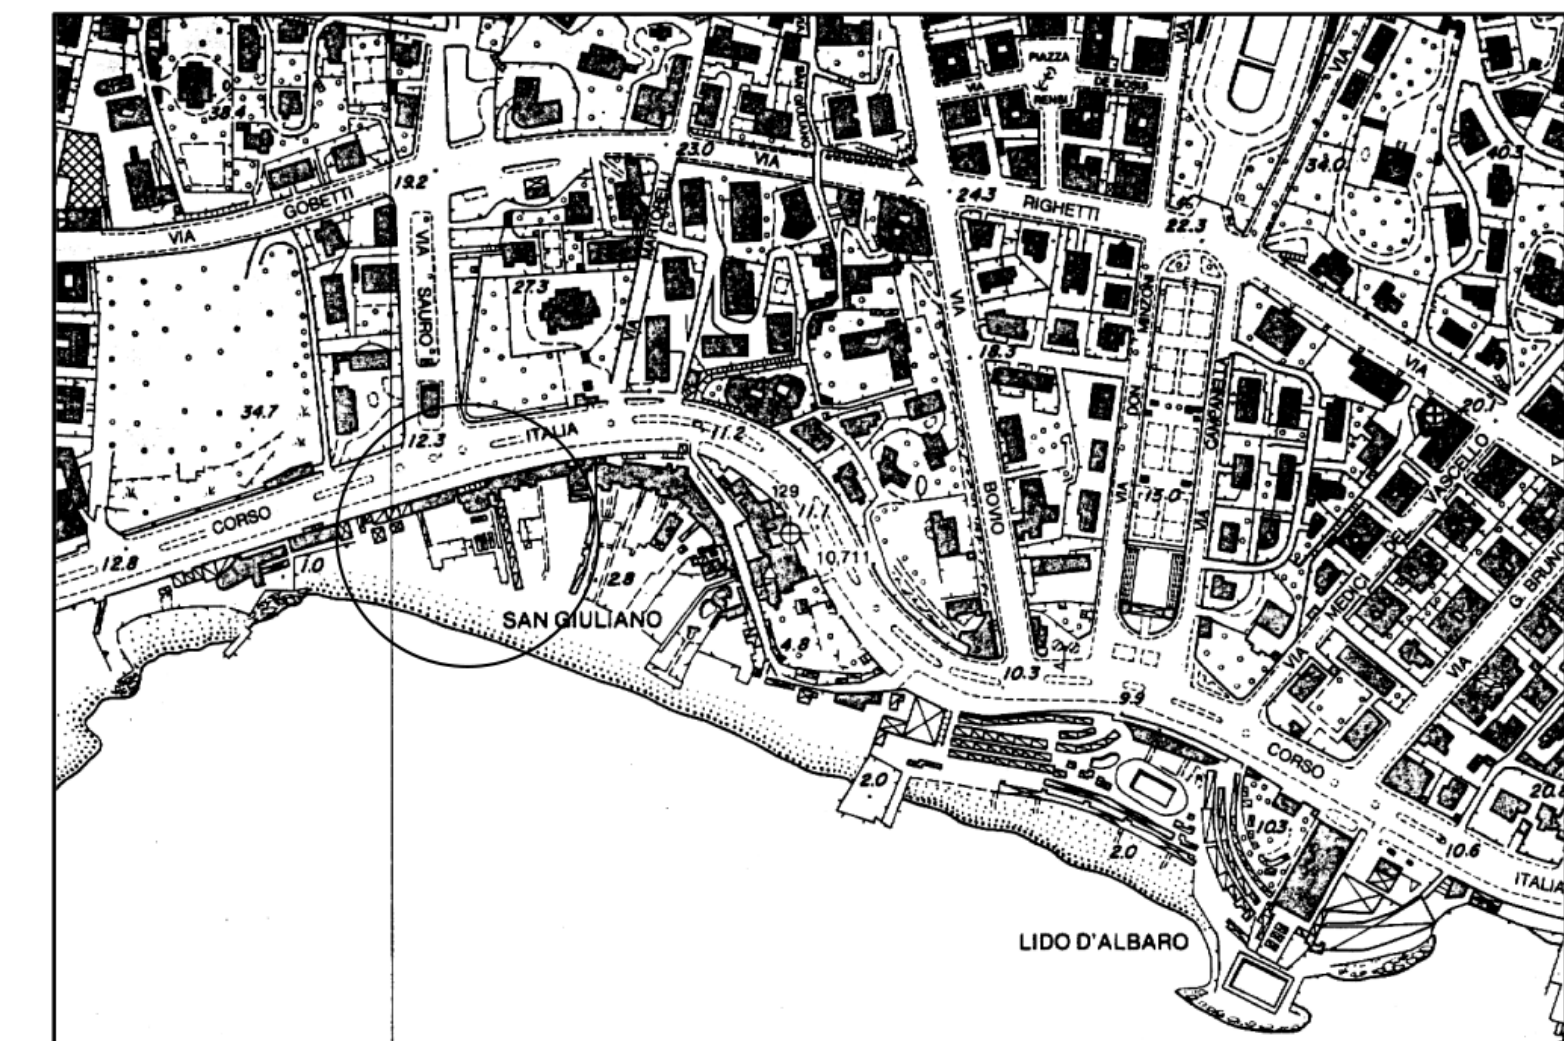 PIAZZA
RENSI
VIA
VIA
38.4
23.0
VIA
19.2
GOBETTI
VIA
24.3
RIGHETTI
22.3
34.0
40.3
VIA SAURO
27.3
VIA
VIA
18.3
BOVIO
VIA DON MINZONI
VIA CAMPANELLA
VIA
20.1
34.7
12.3
ITALIA
11.2
CORSO
12.8
1.0
129
11.1
10.711
15.0
2.8
SAN GIULIANO
4.8
10.3
9.9
VIA MEDICI DEL VASCELLO
VIA G. BRUNO
CORSO
2.0
10.3
2.0
10.6
ITALIA
LIDO D'ALBARO